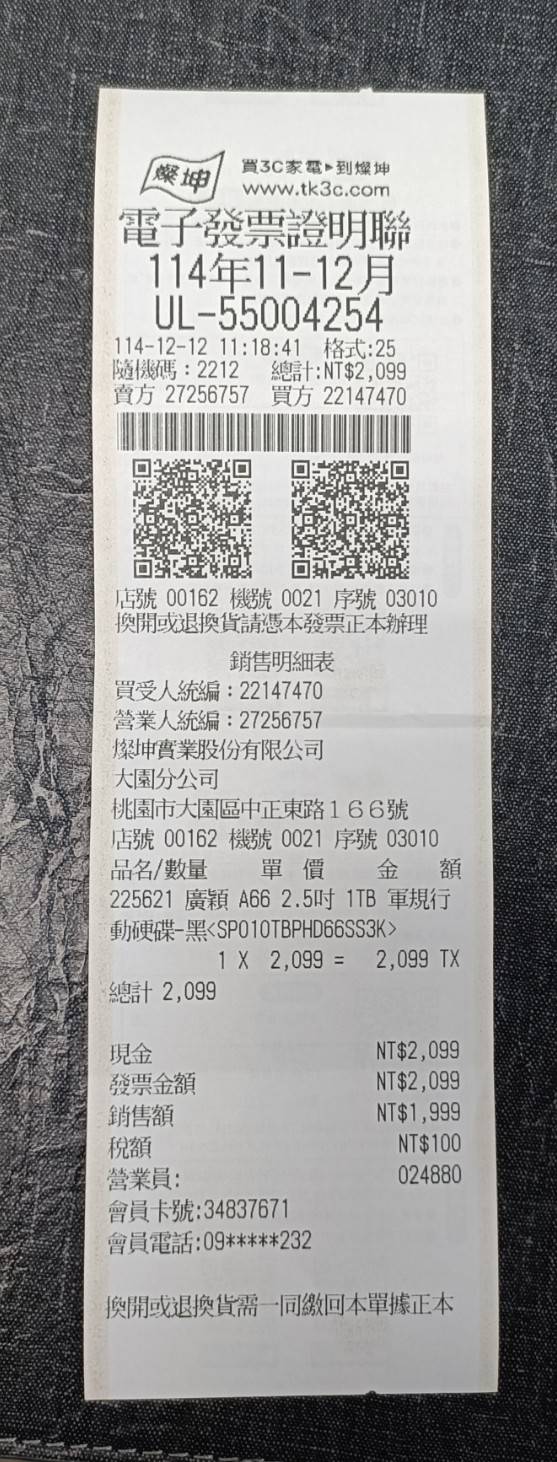 燦坤 買3C家電▸到燦坤
www.tk3c.com
電子發票證明聯
114年11-12月
UL-55004254
114-12-12 11:18:41 格式:25
隨機碼：2212 總計:NT$2,099
賣方 27256757 買方 22147470
店號 00162 機號 0021 序號 03010
換開或退換貨請憑本發票正本辦理
銷售明細表
買受人統編：22147470
營業人統編：27256757
燦坤實業股份有限公司
大園分公司
桃園市大園區中正東路１６６號
店號 00162 機號 0021 序號 03010
品名/數量 單 價 金 額
225621 廣穎 A66 2.5吋 1TB 軍規行
動硬碟-黑<SP010TBPHD66SS3K>
1 X 2,099 = 2,099 TX
總計 2,099
現金 NT$2,099
發票金額 NT$2,099
銷售額 NT$1,999
稅額 NT$100
營業員: 024880
會員卡號:34837671
會員電話:09*****232
換開或退換貨需一同繳回本單據正本